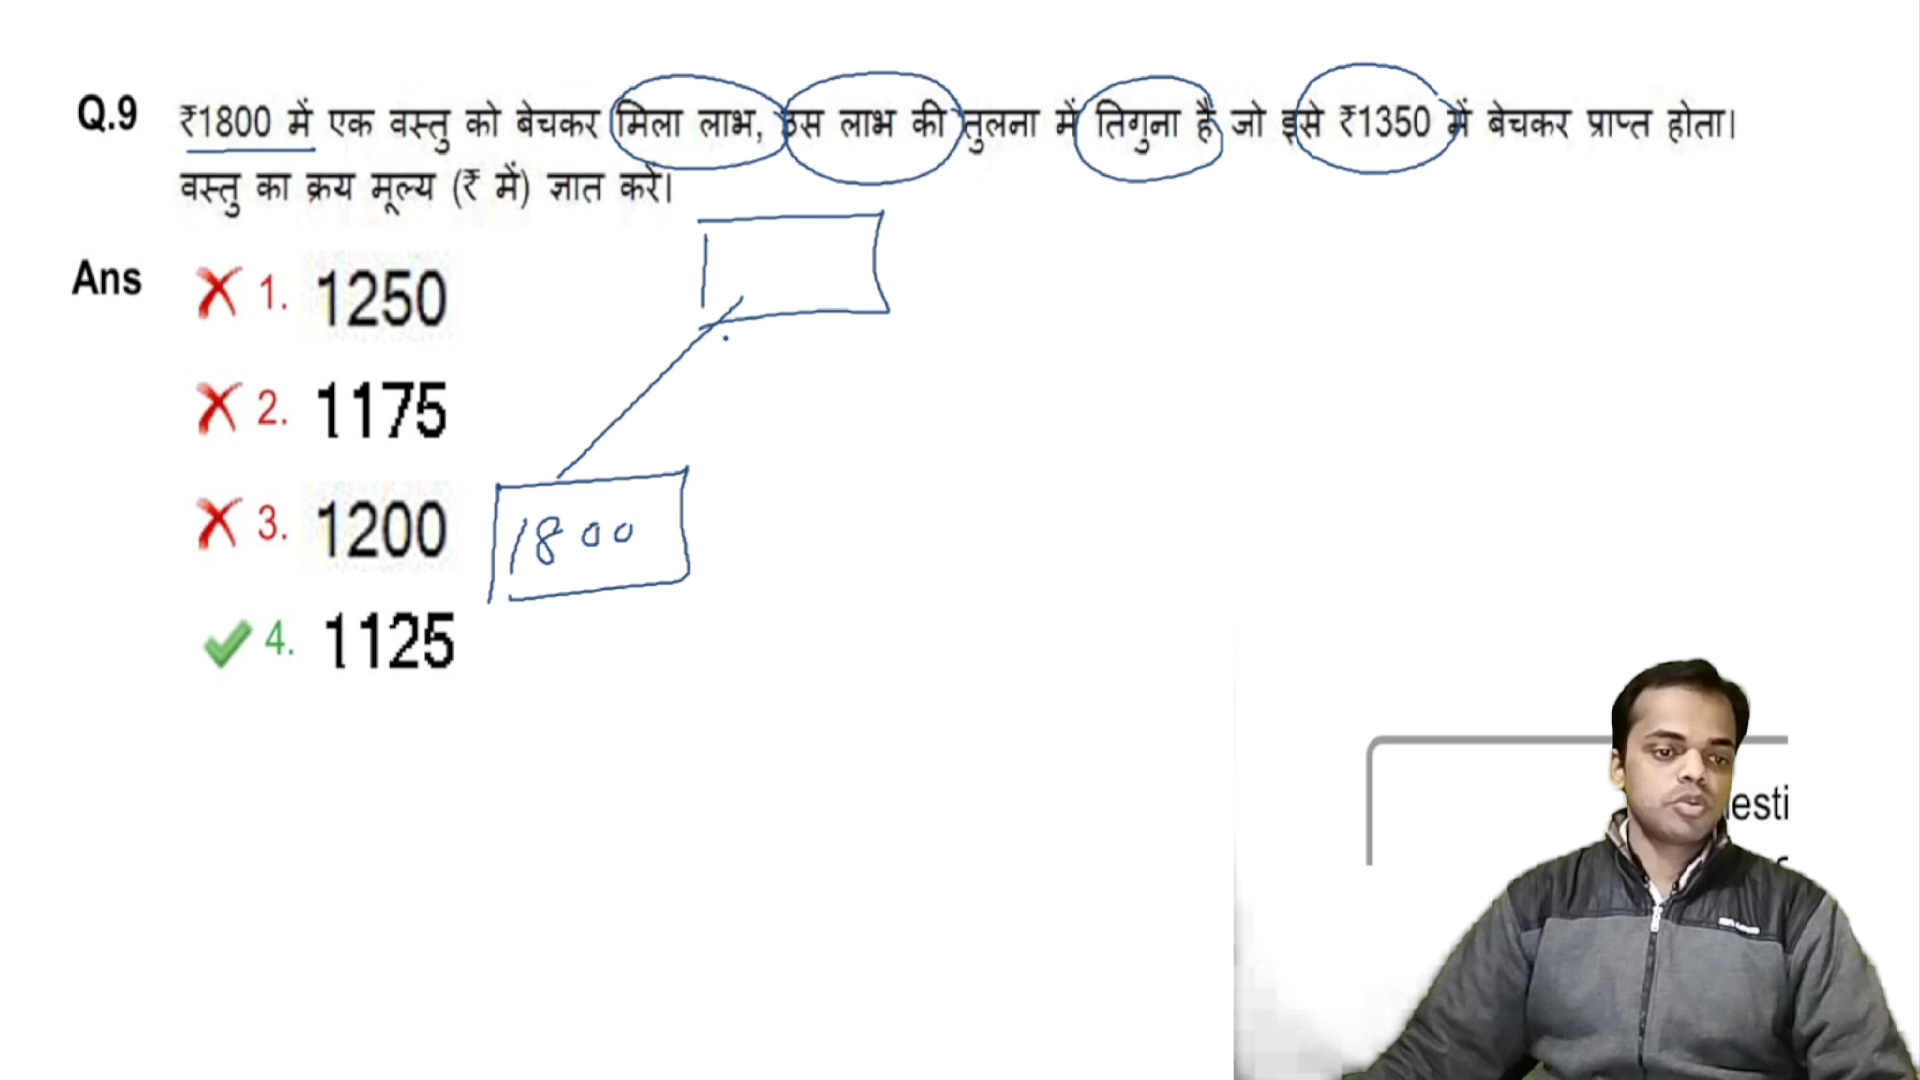 Q.9 ₹1800 में एक वस्तु को बेचकर मिला लाभ, उस लाभ की तुलना में तिगुना है जो इसे ₹1350 में बेचकर प्राप्त होता।
वस्तु का क्रय मूल्य (₹ में) ज्ञात करें।
Ans 1. 1250
2. 1175
3. 1200
1800
4. 1125